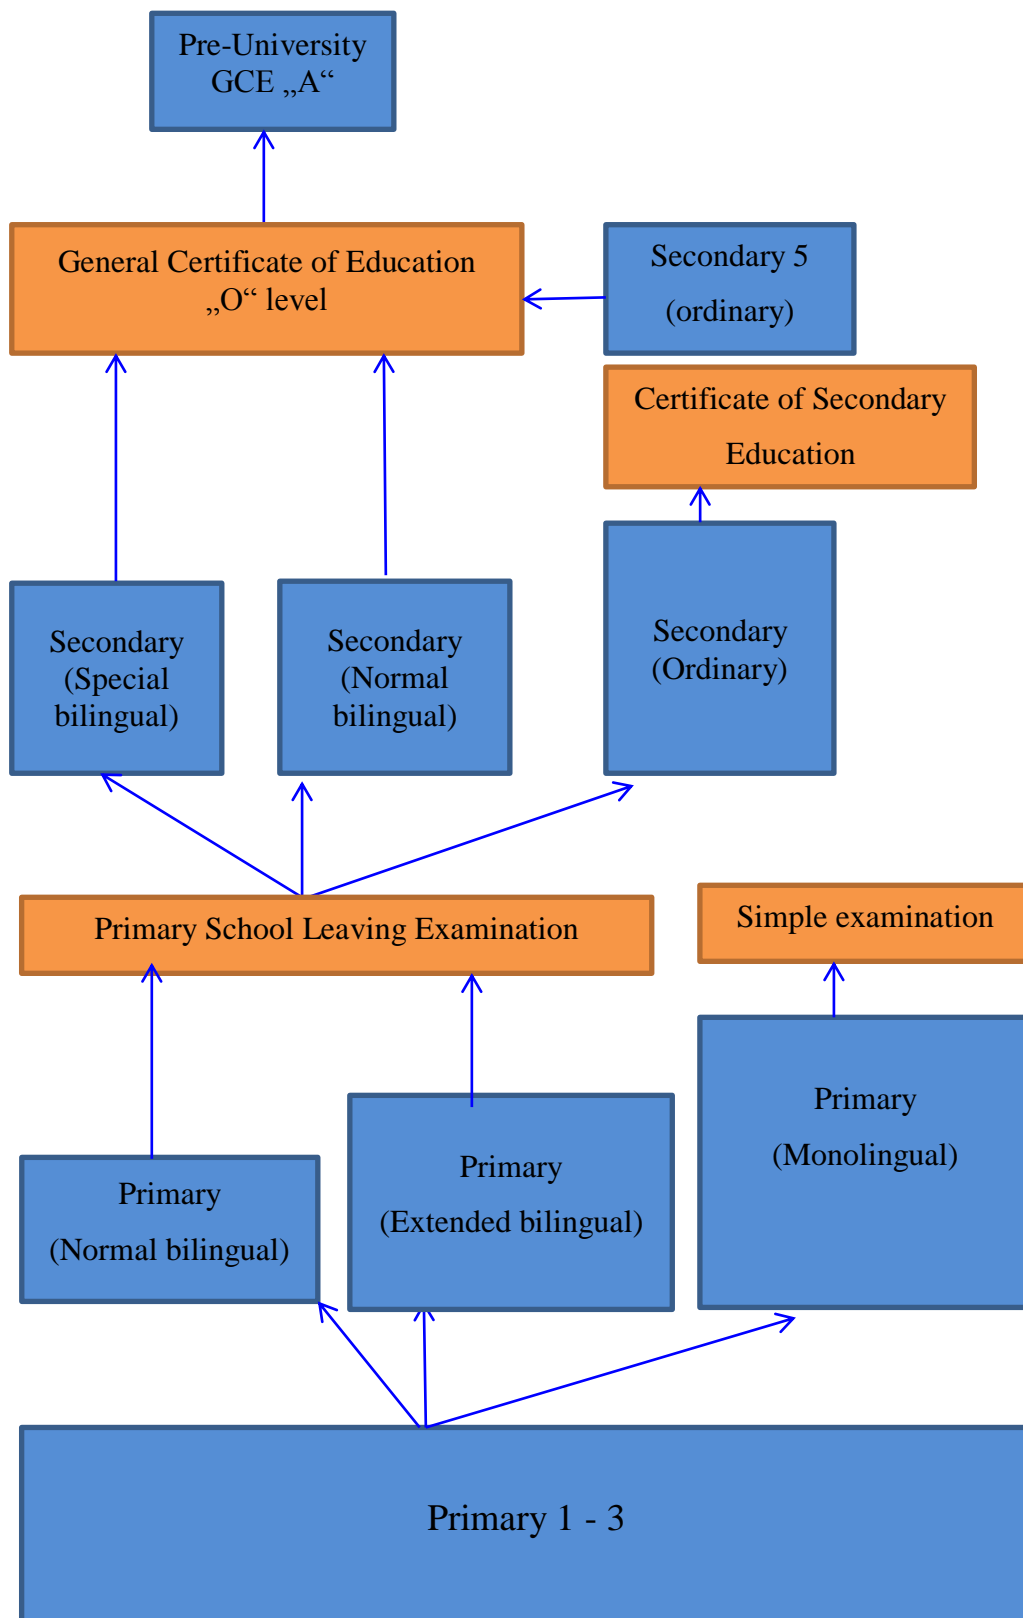 Pre-University
GCE „A“
General Certificate of Education
„O“ level
Secondary 5
(ordinary)
Certificate of Secondary
Education
Secondary
(Special
bilingual)
Secondary
(Normal
bilingual)
Secondary
(Ordinary)
Primary School Leaving Examination
Simple examination
Primary
(Normal bilingual)
Primary
(Extended bilingual)
Primary
(Monolingual)
Primary 1 - 3